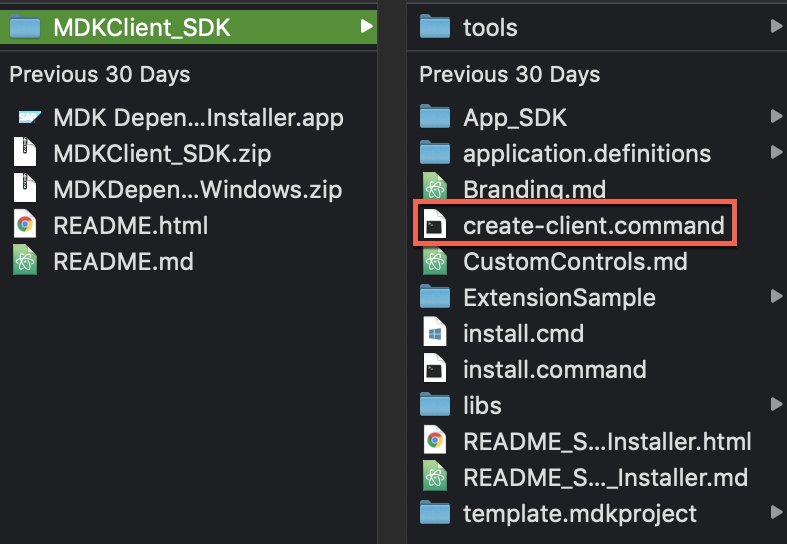 MDKClient_SDK
Previous 30 Days
MDK Depen...Installer.app
MDKClient_SDK.zip
MDKDepen...Windows.zip
README.html
README.md
tools
Previous 30 Days
App_SDK
application.definitions
Branding.md
create-client.command
CustomControls.md
ExtensionSample
install.cmd
install.command
libs
README_S...Installer.html
README_S..._Installer.md
template.mdkproject